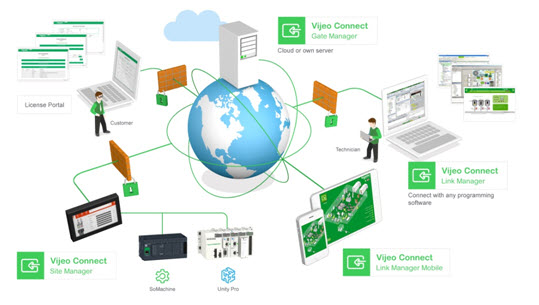 Vijeo Connect
Gate Manager
Cloud or own server
License Portal
Customer
Technician
Vijeo Connect
Link Manager
Connect with any programming
software
Vijeo Connect
Site Manager
SoMachine
Unity Pro
Vijeo Connect
Link Manager Mobile